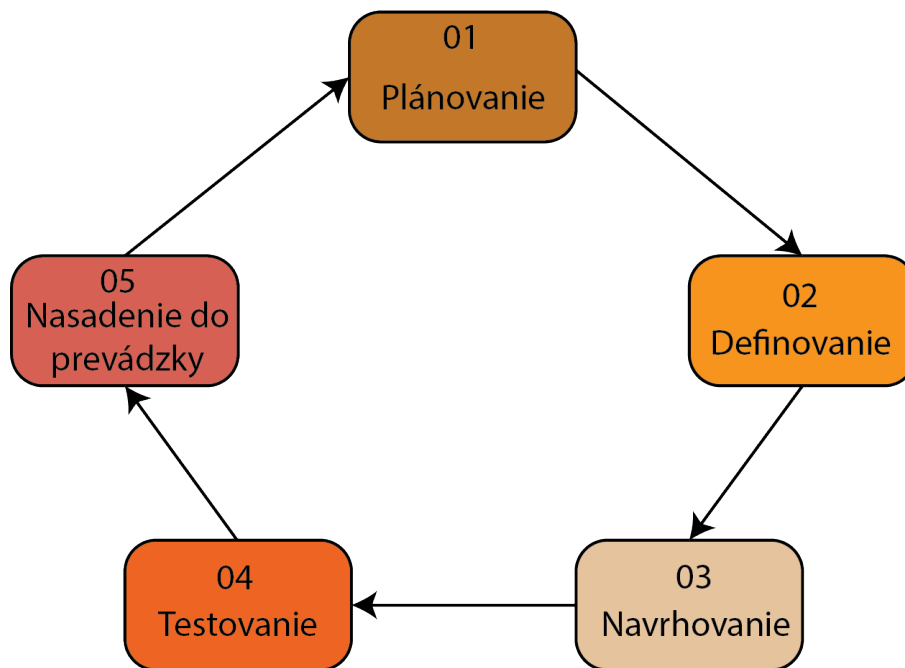 01
Plánovanie
02
Definovanie
03
Navrhovanie
04
Testovanie
05
Nasadenie do
prevádzky